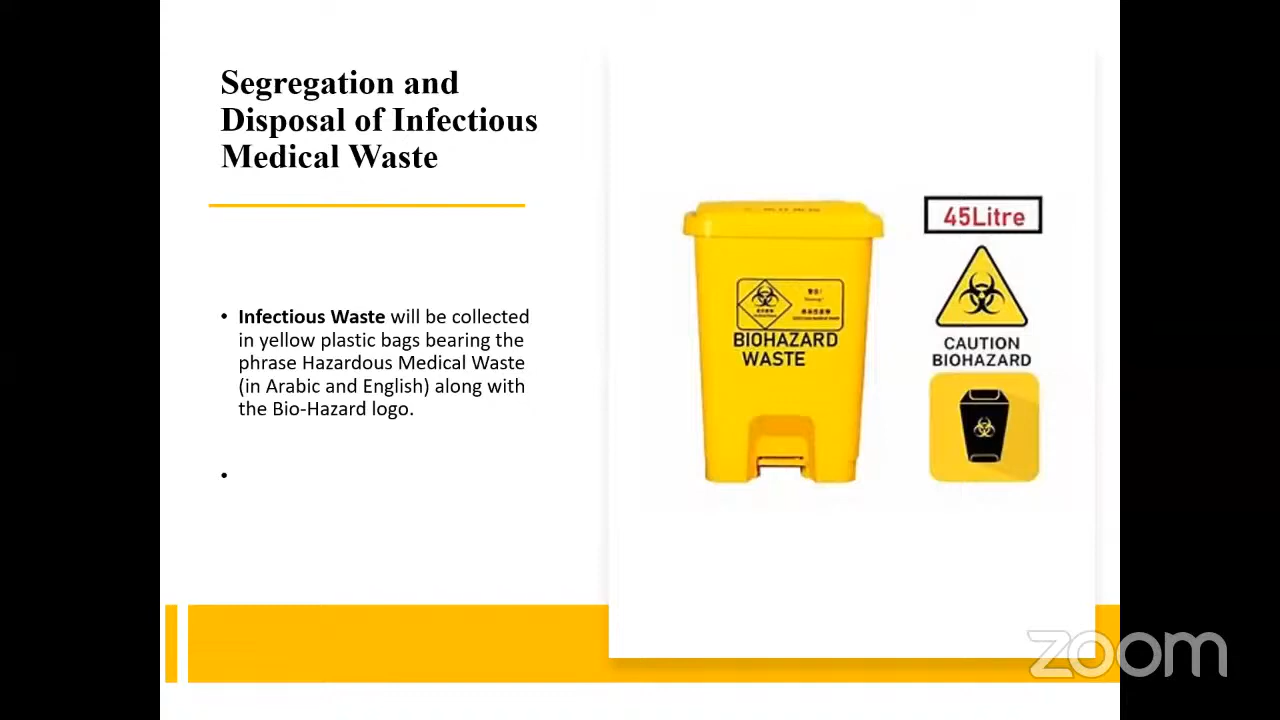 Segregation and
Disposal of Infectious
Medical Waste
• Infectious Waste will be collected
in yellow plastic bags bearing the
phrase Hazardous Medical Waste
(in Arabic and English) along with
the Bio-Hazard logo.
•
BIOHAZARD
WASTE
45Litre
CAUTION
BIOHAZARD
zoom